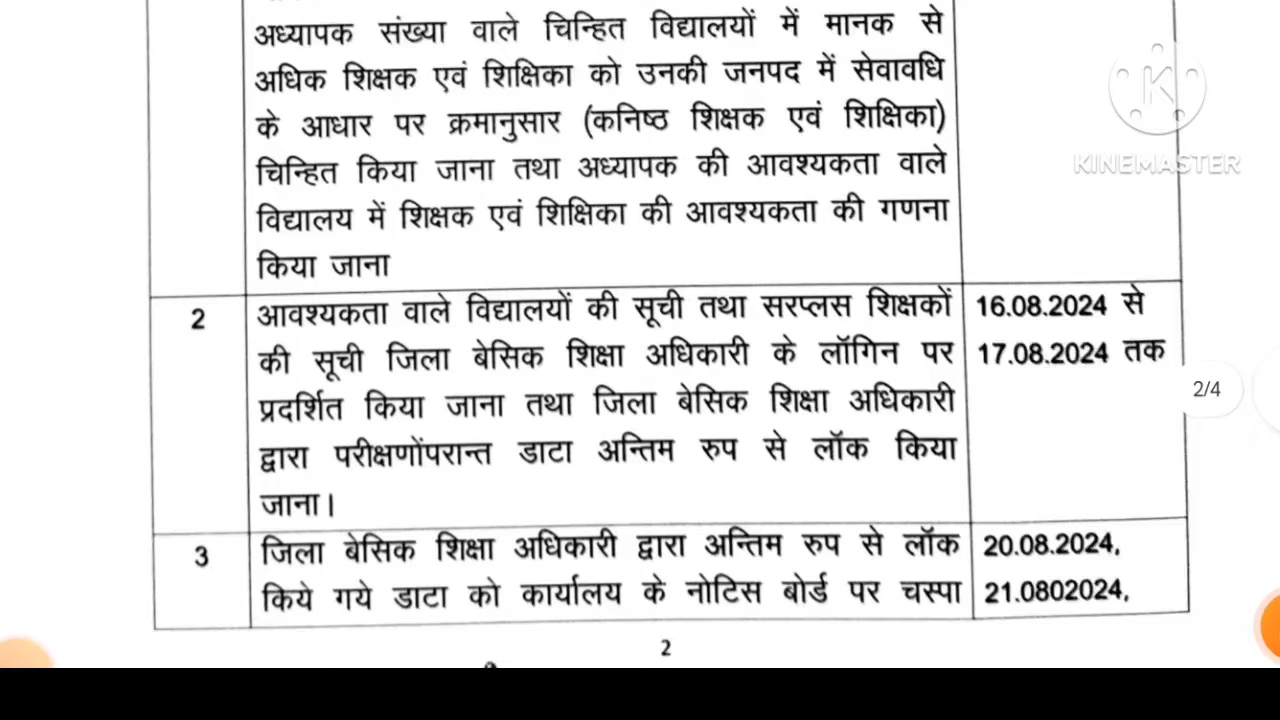 अध्यापक संख्या वाले चिन्हित विद्यालयों में मानक से
अधिक शिक्षक एवं शिक्षिका को उनकी जनपद में सेवावधि
के आधार पर क्रमानुसार (कनिष्ठ शिक्षक एवं शिक्षिका)
चिन्हित किया जाना तथा अध्यापक की आवश्यकता वाले
विद्यालय में शिक्षक एवं शिक्षिका की आवश्यकता की गणना
किया जाना
K
KINEMASTER
2 आवश्यकता वाले विद्यालयों की सूची तथा सरप्लस शिक्षकों 16.08.2024 से
की सूची जिला बेसिक शिक्षा अधिकारी के लॉगिन पर 17.08.2024 तक
प्रदर्शित किया जाना तथा जिला बेसिक शिक्षा अधिकारी
द्वारा परीक्षणोंपरान्त डाटा अन्तिम रुप से लॉक किया
जाना।
2/4
3 जिला बेसिक शिक्षा अधिकारी द्वारा अन्तिम रुप से लॉक 20.08.2024,
किये गये डाटा को कार्यालय के नोटिस बोर्ड पर चस्पा 21.0802024,
2